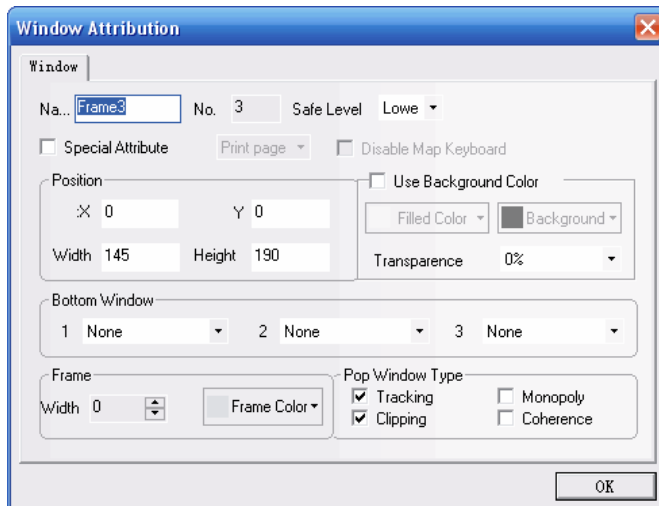 Window Attribution
Window
Na... Frame3 No. 3 Safe Level Lowe
Special Attribute Print page Disable Map Keyboard
Position Use Background Color
:X 0 Y 0 Filled Color Background
Width 145 Height 190 Transparence 0%
Bottom Window
1 None 2 None 3 None
Frame Pop Window Type
Width 0 Frame Color Tracking Monopoly
Clipping Coherence
OK